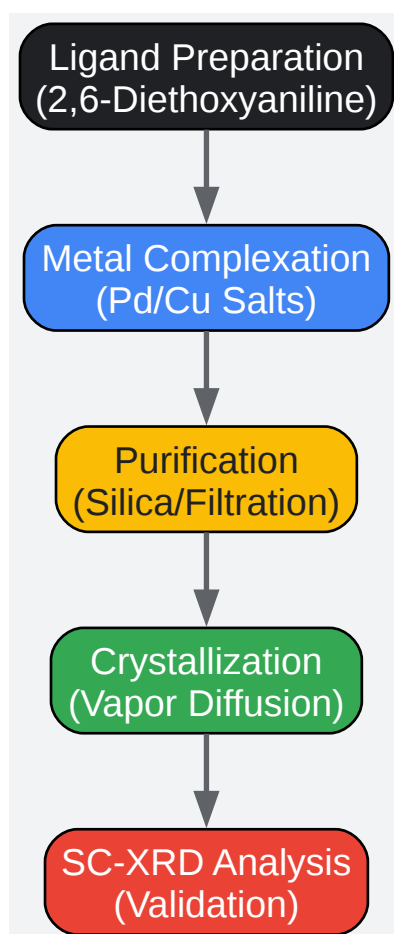 Ligand Preparation
(2,6-Diethoxyaniline)
Metal Complexation
(Pd/Cu Salts)
Purification
(Silica/Filtration)
Crystallization
(Vapor Diffusion)
SC-XRD Analysis
(Validation)